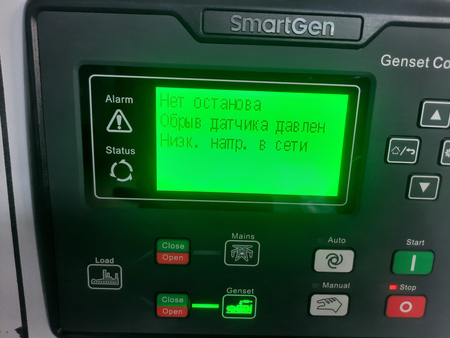 SmartGen
Genset Co
Alarm
Нет останова
Обрыв датчика давлен
Низк. напр. в сети
Status
Mains
Auto
Start
Close
Open
Load
Genset
Manual
Stop
Close
Open